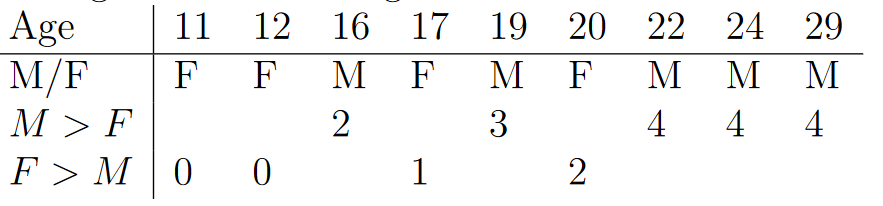 Age 11 12 16 17 19 20 22 24 29
M/F F F M F M F M M M
M > F 2 3 4 4 4
F > M 0 0 1 2